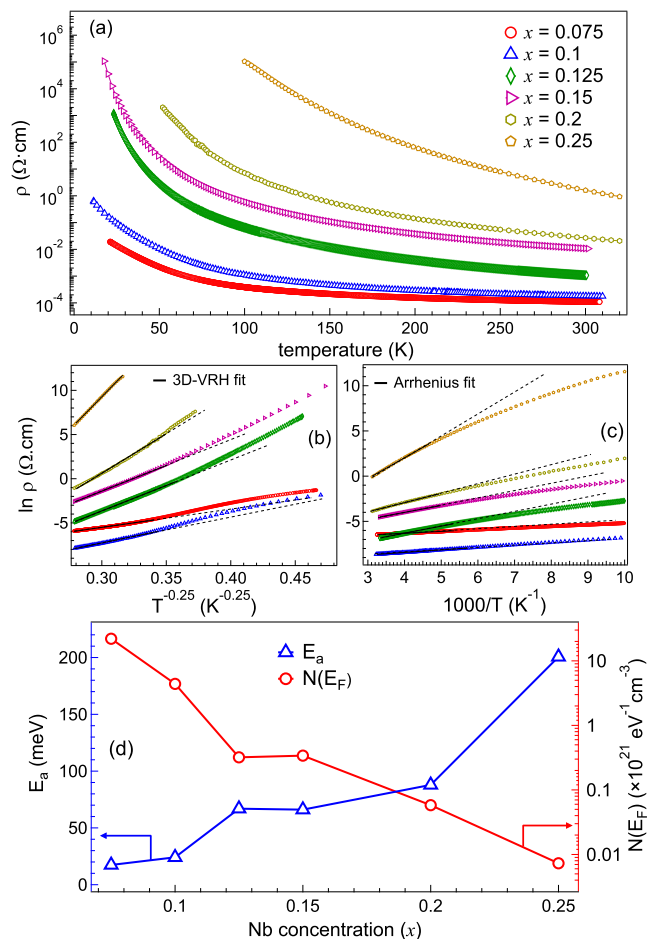 (a)
x = 0.075
x = 0.1
x = 0.125
x = 0.15
x = 0.2
x = 0.25
10⁶
10⁴
10²
10⁰
10⁻²
10⁻⁴
ρ (Ω·cm)
0 50 100 150 200 250 300
temperature (K)
3D-VRH fit
(b)
10
5
0
-5
ln ρ (Ω.cm)
0.30 0.35 0.40 0.45
T⁻⁰·²⁵ (K⁻⁰·²⁵)
Arrhenius fit
(c)
10
5
0
-5
3 4 5 6 7 8 9 10
1000/T (K⁻¹)
Eₐ
N(E_F)
(d)
200
150
100
50
0
Eₐ (meV)
10
1
0.1
0.01
N(E_F) (×10²¹ eV⁻¹cm⁻³)
0.1 0.15 0.2 0.25
Nb concentration (x)